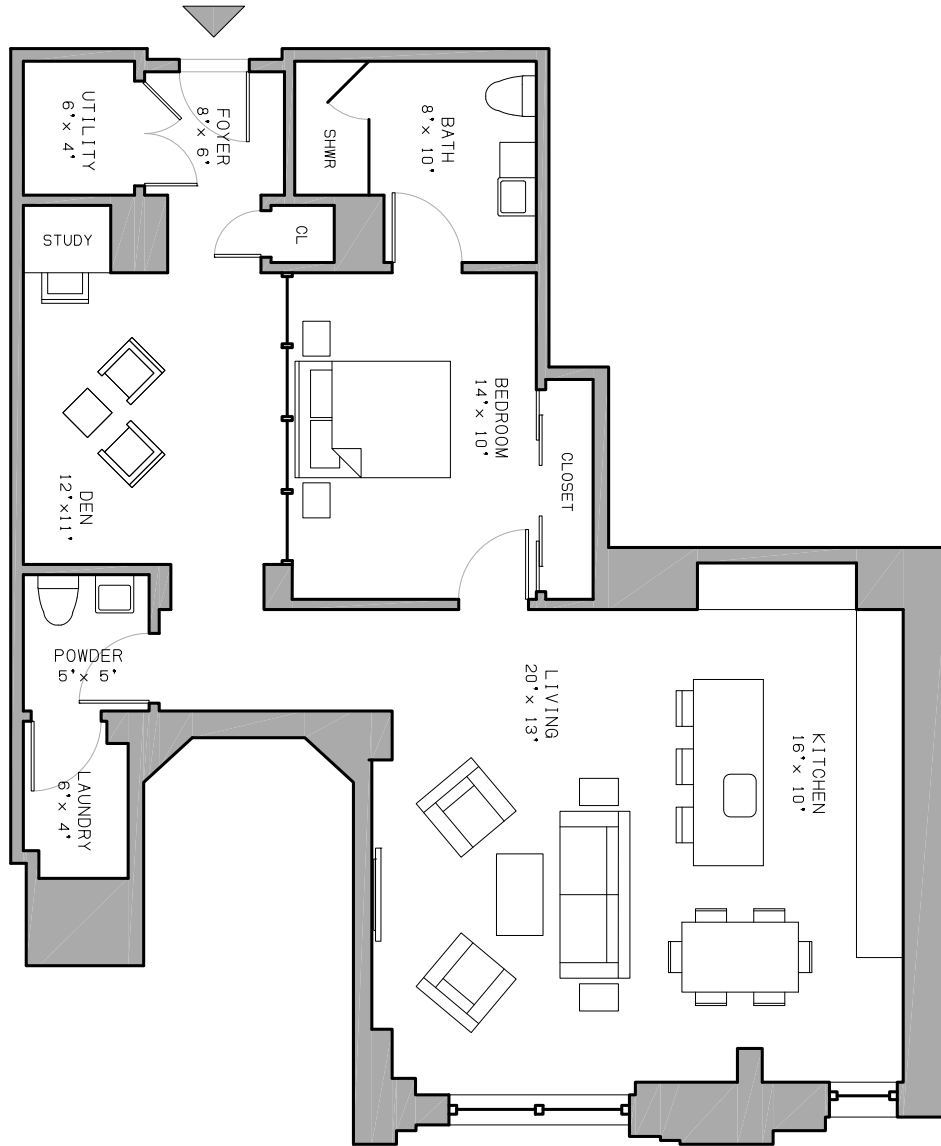 UTILITY
6' × 4'
FOYER
8' × 6'
BATH
8' × 10'
SHWR
STUDY
CL
BEDROOM
14' × 10'
CLOSET
DEN
12' ×11'
POWDER
5' × 5'
LIVING
20' × 13'
KITCHEN
16' × 10'
LAUNDRY
6' × 4'